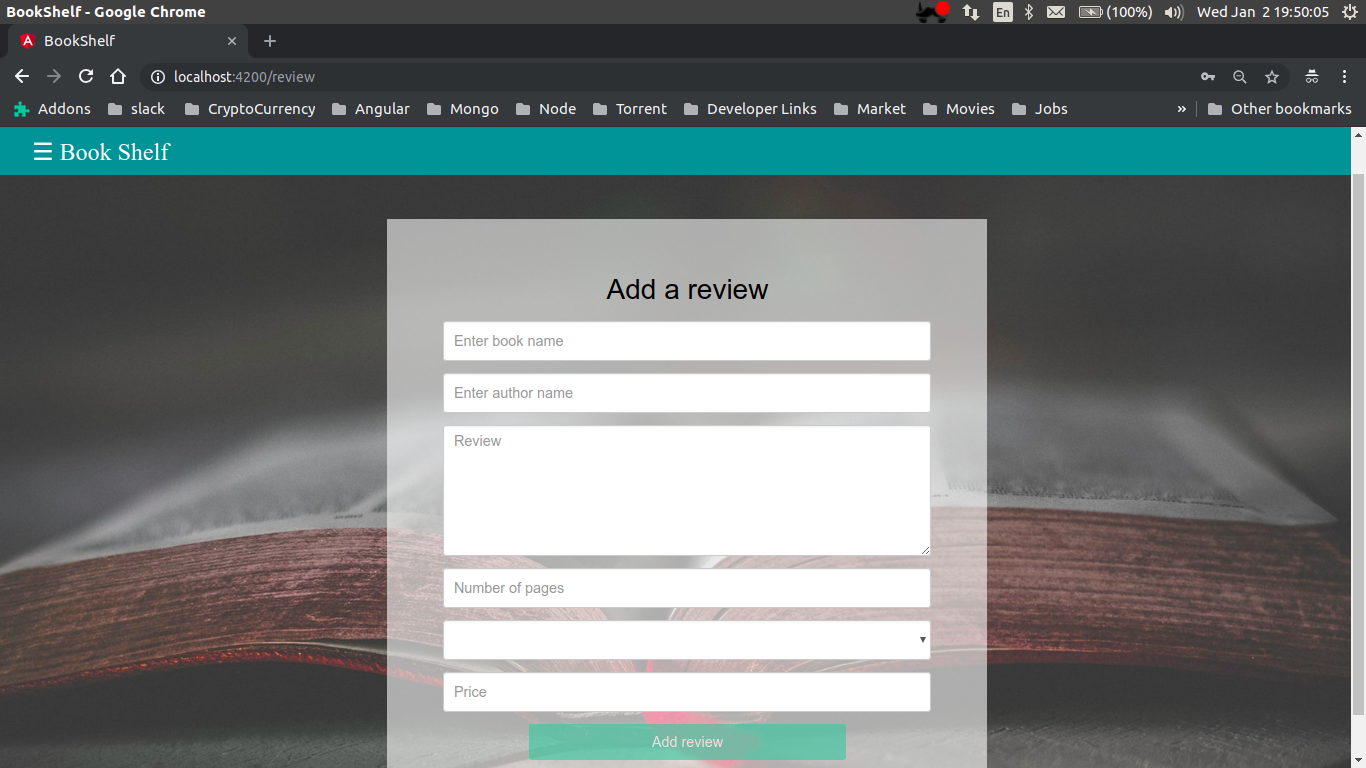 BookShelf - Google Chrome
En (100%) Wed Jan 2 19:50:05
BookShelf
localhost:4200/review
Addons slack CryptoCurrency Angular Mongo Node Torrent Developer Links Market Movies Jobs » Other bookmarks
☰ Book Shelf
Add a review
Enter book name
Enter author name
Review
Number of pages
Price
Add review